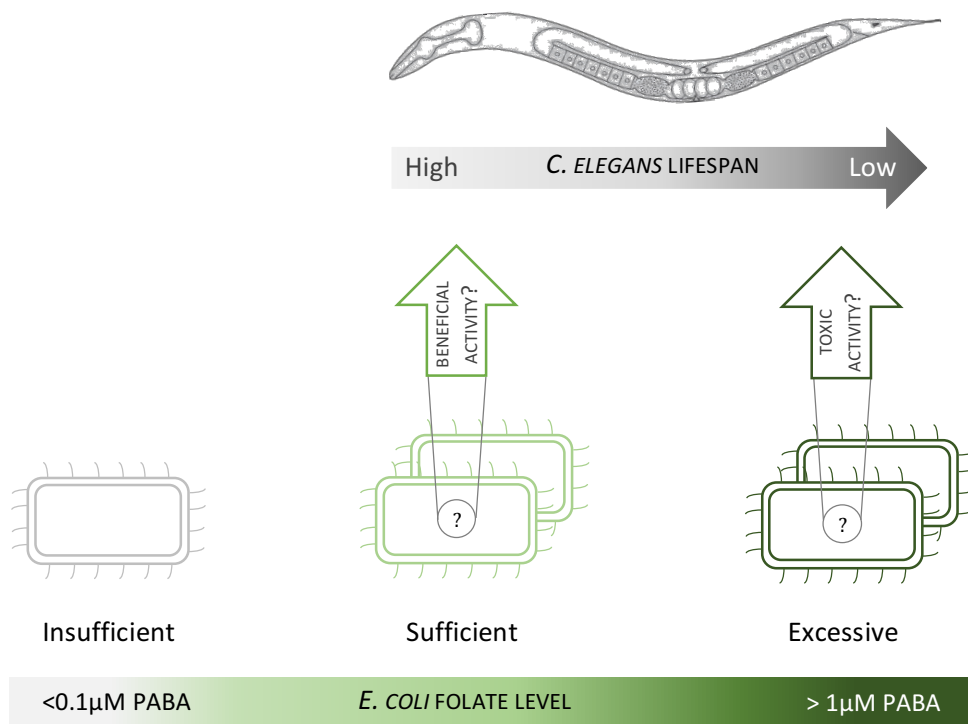 High C. ELEGANS LIFESPAN Low
BENEFICIAL
ACTIVITY?
TOXIC
ACTIVITY?
?
?
Insufficient
Sufficient
Excessive
<0.1µM PABA E. COLI FOLATE LEVEL > 1µM PABA